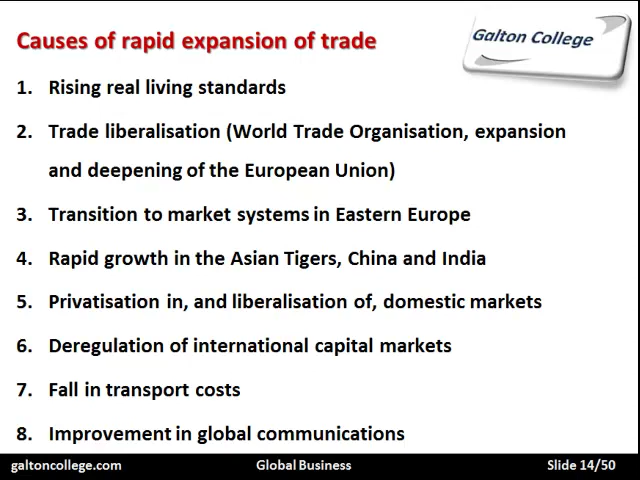 Causes of rapid expansion of trade
Galton College
1. Rising real living standards
2. Trade liberalisation (World Trade Organisation, expansion
and deepening of the European Union)
3. Transition to market systems in Eastern Europe
4. Rapid growth in the Asian Tigers, China and India
5. Privatisation in, and liberalisation of, domestic markets
6. Deregulation of international capital markets
7. Fall in transport costs
8. Improvement in global communications
galtoncollege.com Global Business Slide 14/50